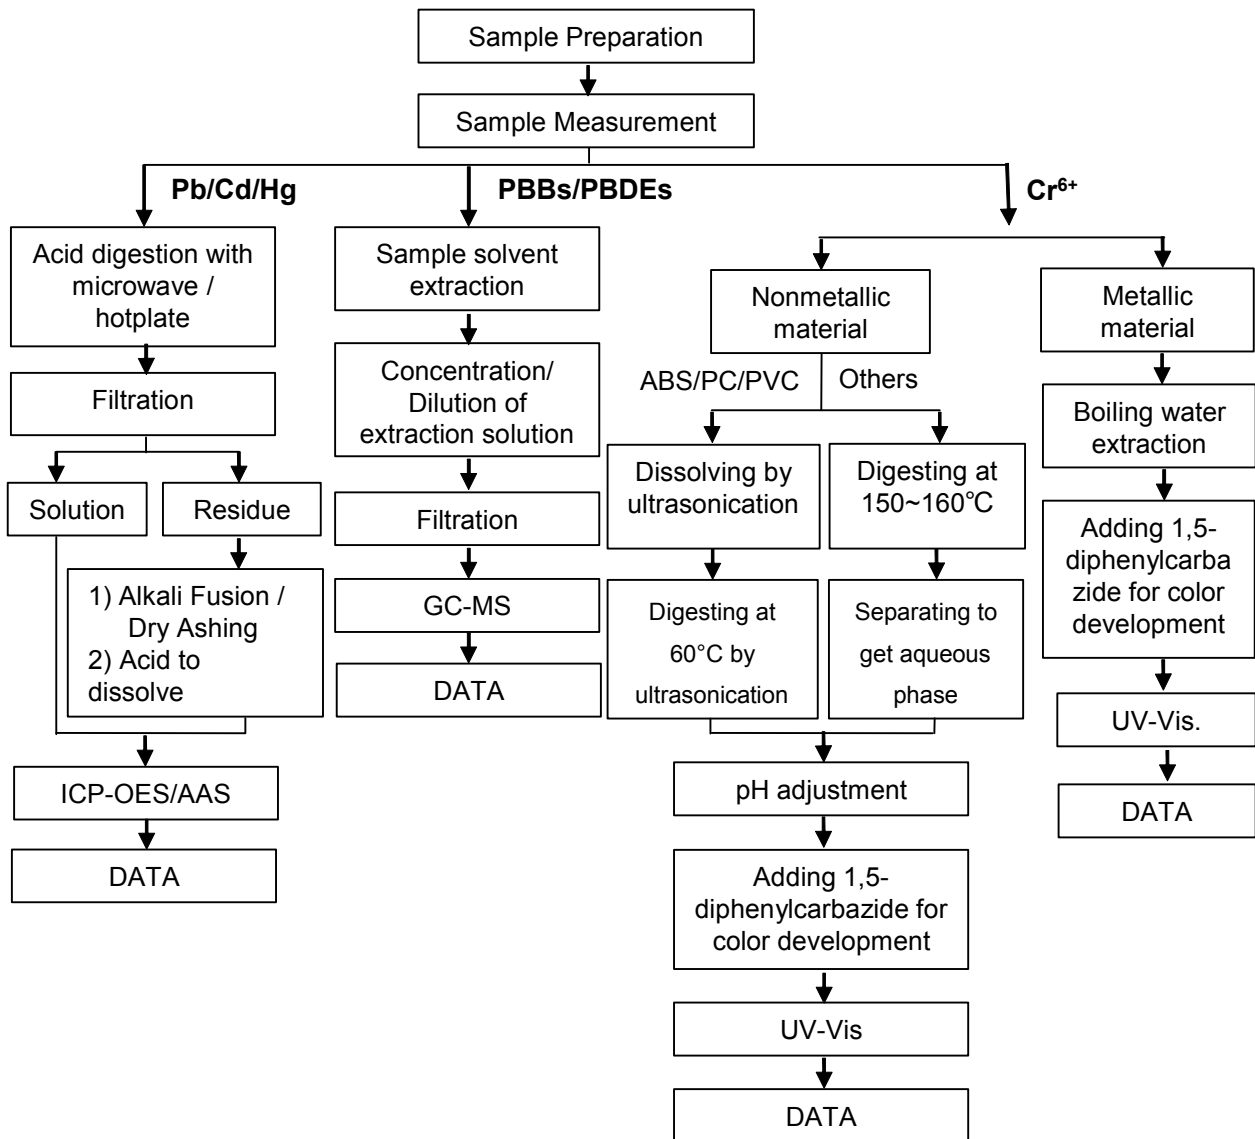 Sample Preparation
Sample Measurement
Pb/Cd/Hg
PBBs/PBDEs
Cr⁶⁺
Acid digestion with
microwave /
hotplate
Filtration
Solution
Residue
1) Alkali Fusion /
Dry Ashing
2) Acid to
dissolve
ICP-OES/AAS
DATA
Sample solvent
extraction
Concentration/
Dilution of
extraction solution
Filtration
GC-MS
DATA
Nonmetallic
material
ABS/PC/PVC
Others
Dissolving by
ultrasonication
Digesting at
60°C by
ultrasonication
Digesting at
150~160℃
Separating to
get aqueous
phase
pH adjustment
Adding 1,5-
diphenylcarbazide for
color development
UV-Vis
DATA
Metallic
material
Boiling water
extraction
Adding 1,5-
diphenylcarba
zide for color
development
UV-Vis.
DATA